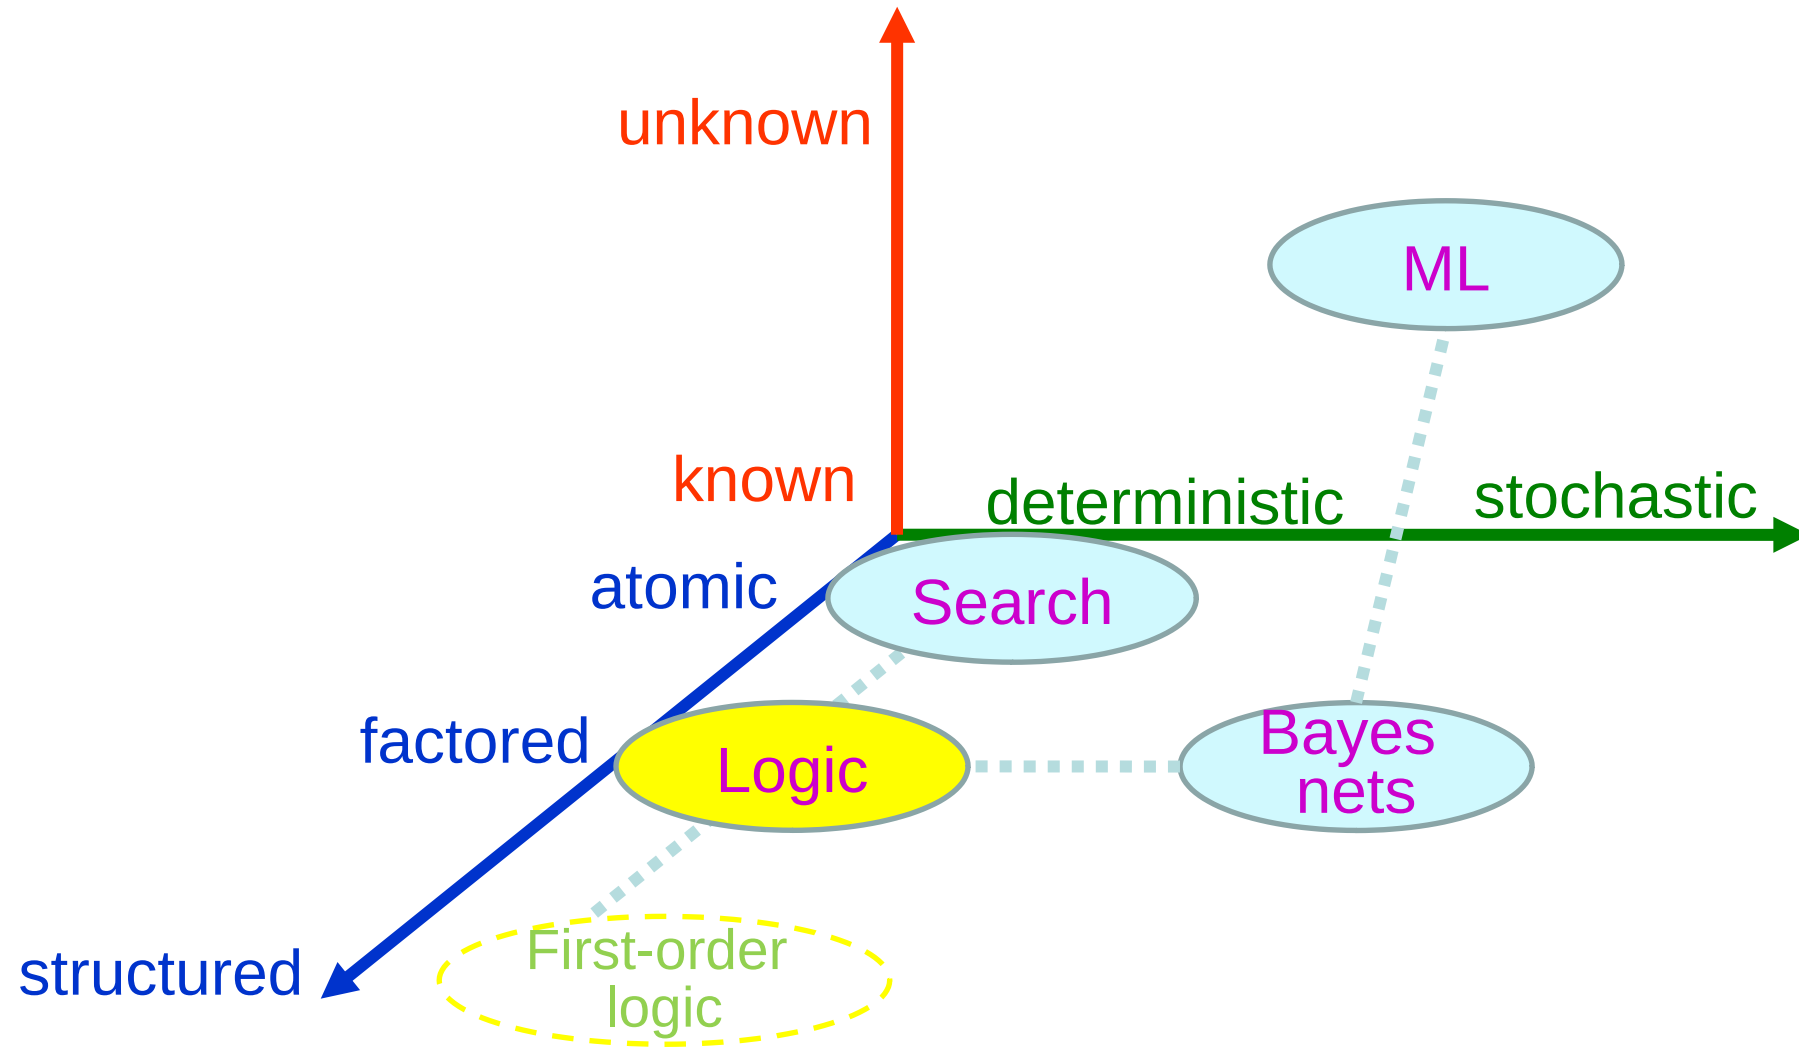 unknown
ML
known
deterministic
stochastic
atomic
Search
factored
Logic
Bayes
nets
structured
First-order
logic